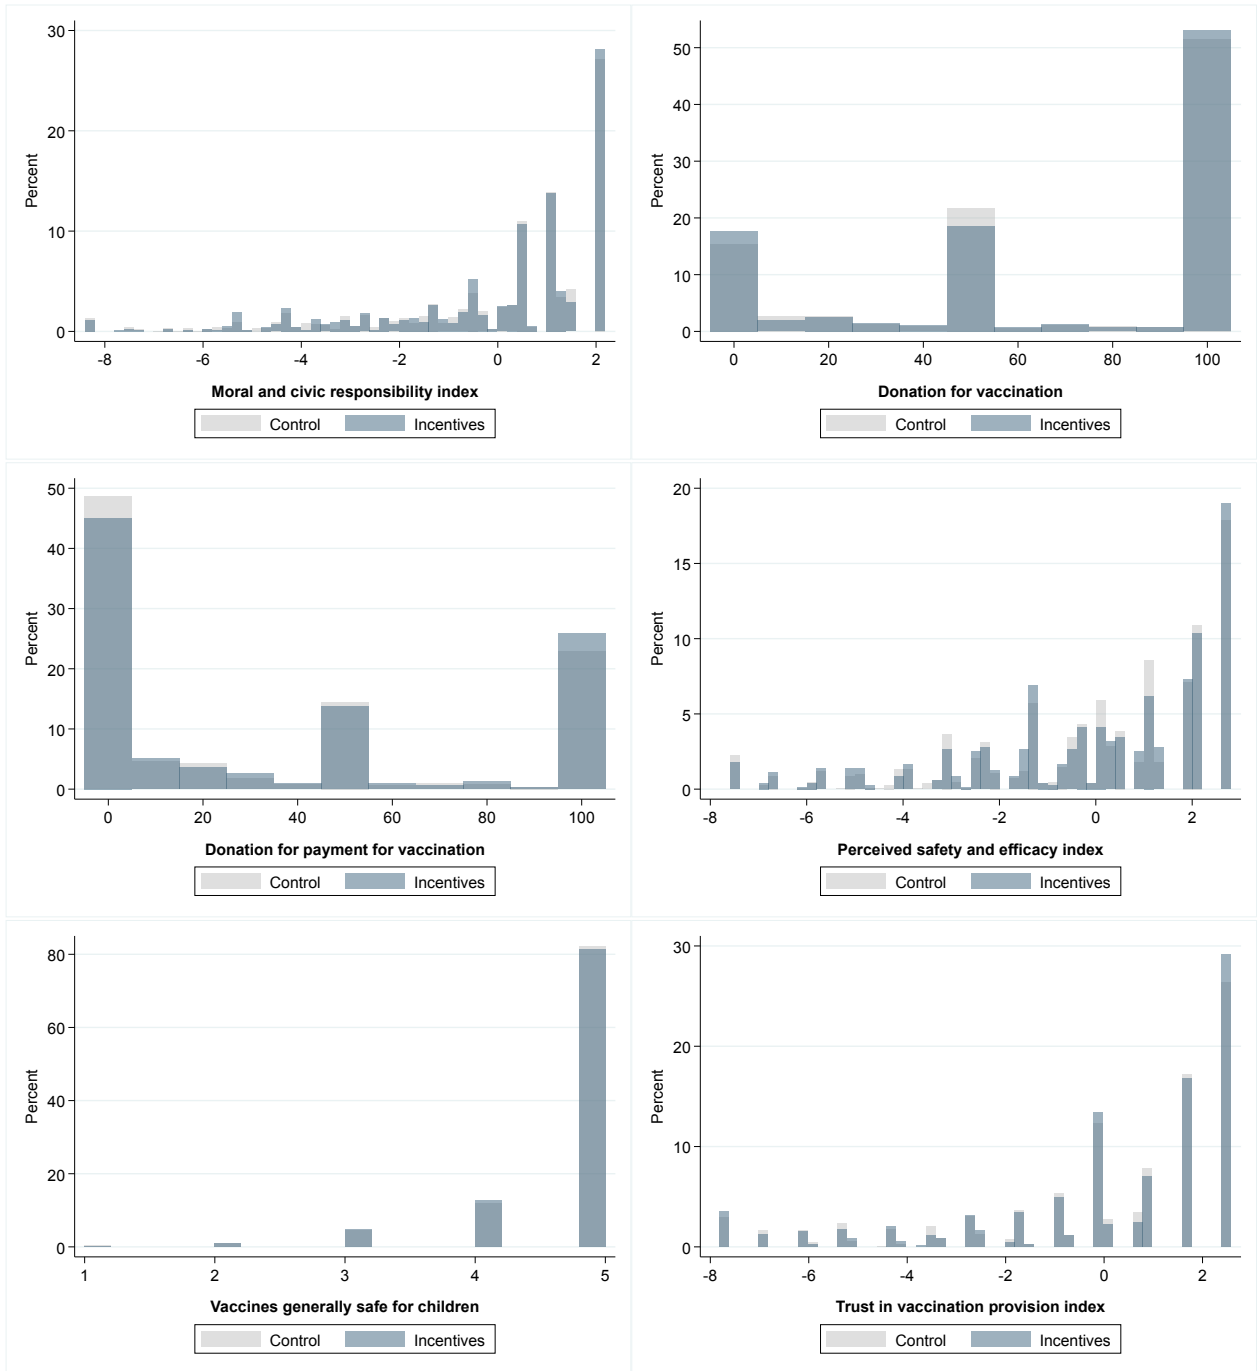 30
20
10
0
Percent
-8 -6 -4 -2 0 2
Moral and civic responsibility index
Control Incentives
50
40
30
20
10
0
Percent
0 20 40 60 80 100
Donation for vaccination
Control Incentives
50
40
30
20
10
0
Percent
0 20 40 60 80 100
Donation for payment for vaccination
Control Incentives
20
15
10
5
0
Percent
-8 -6 -4 -2 0 2
Perceived safety and efficacy index
Control Incentives
80
60
40
20
0
Percent
1 2 3 4 5
Vaccines generally safe for children
Control Incentives
30
20
10
0
Percent
-8 -6 -4 -2 0 2
Trust in vaccination provision index
Control Incentives